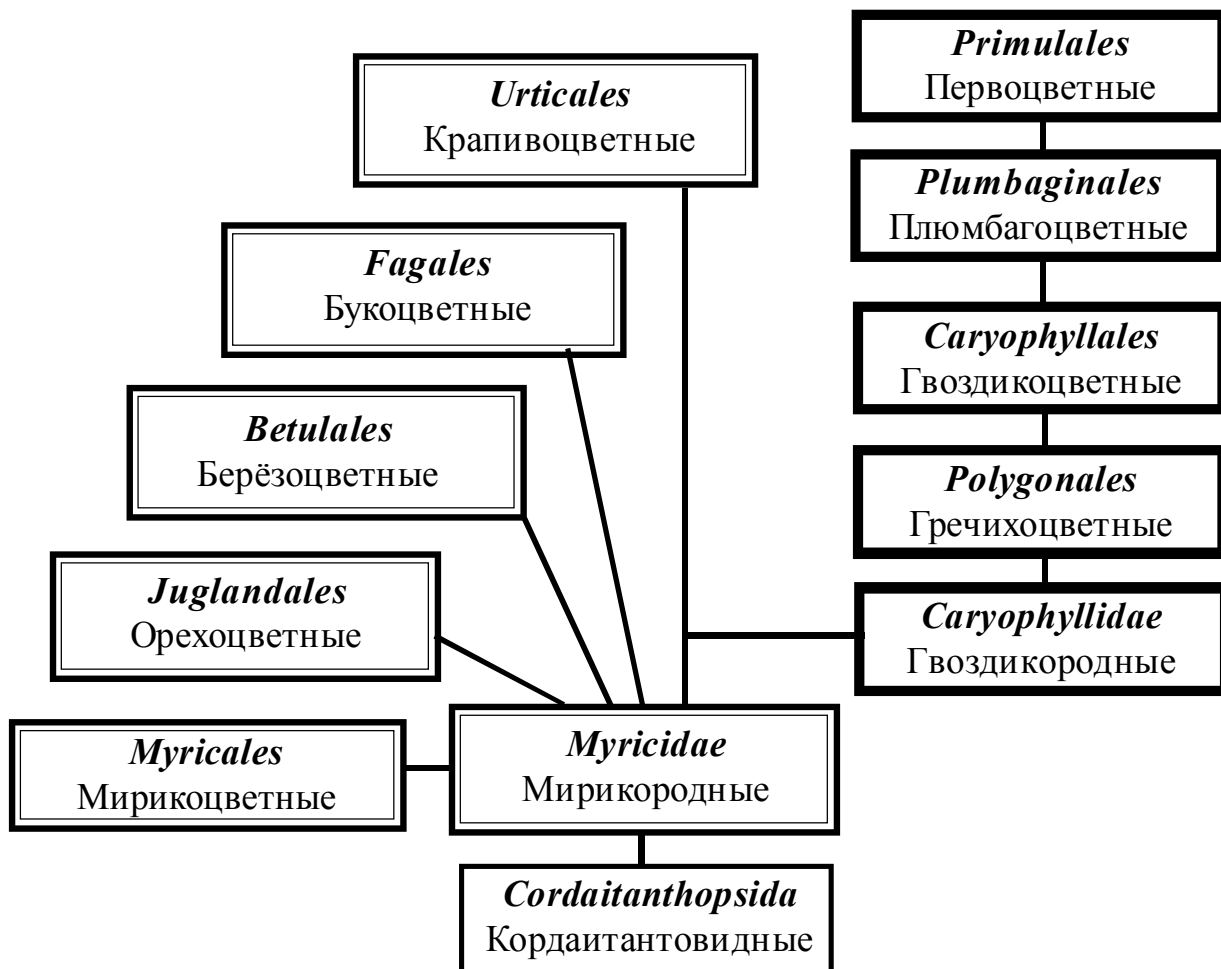 Primulales
Первоцветные
Urticales
Крапивоцветные
Plumbaginales
Плюмбагоцветные
Fagales
Букоцветные
Caryophyllales
Гвоздикоцветные
Betulales
Берёзоцветные
Polygonales
Гречихоцветные
Juglandales
Орехоцветные
Caryophyllidae
Гвоздикородные
Myricales
Мирикоцветные
Myricidae
Мирикородные
Cordaitanthopsida
Кордаитантовидные